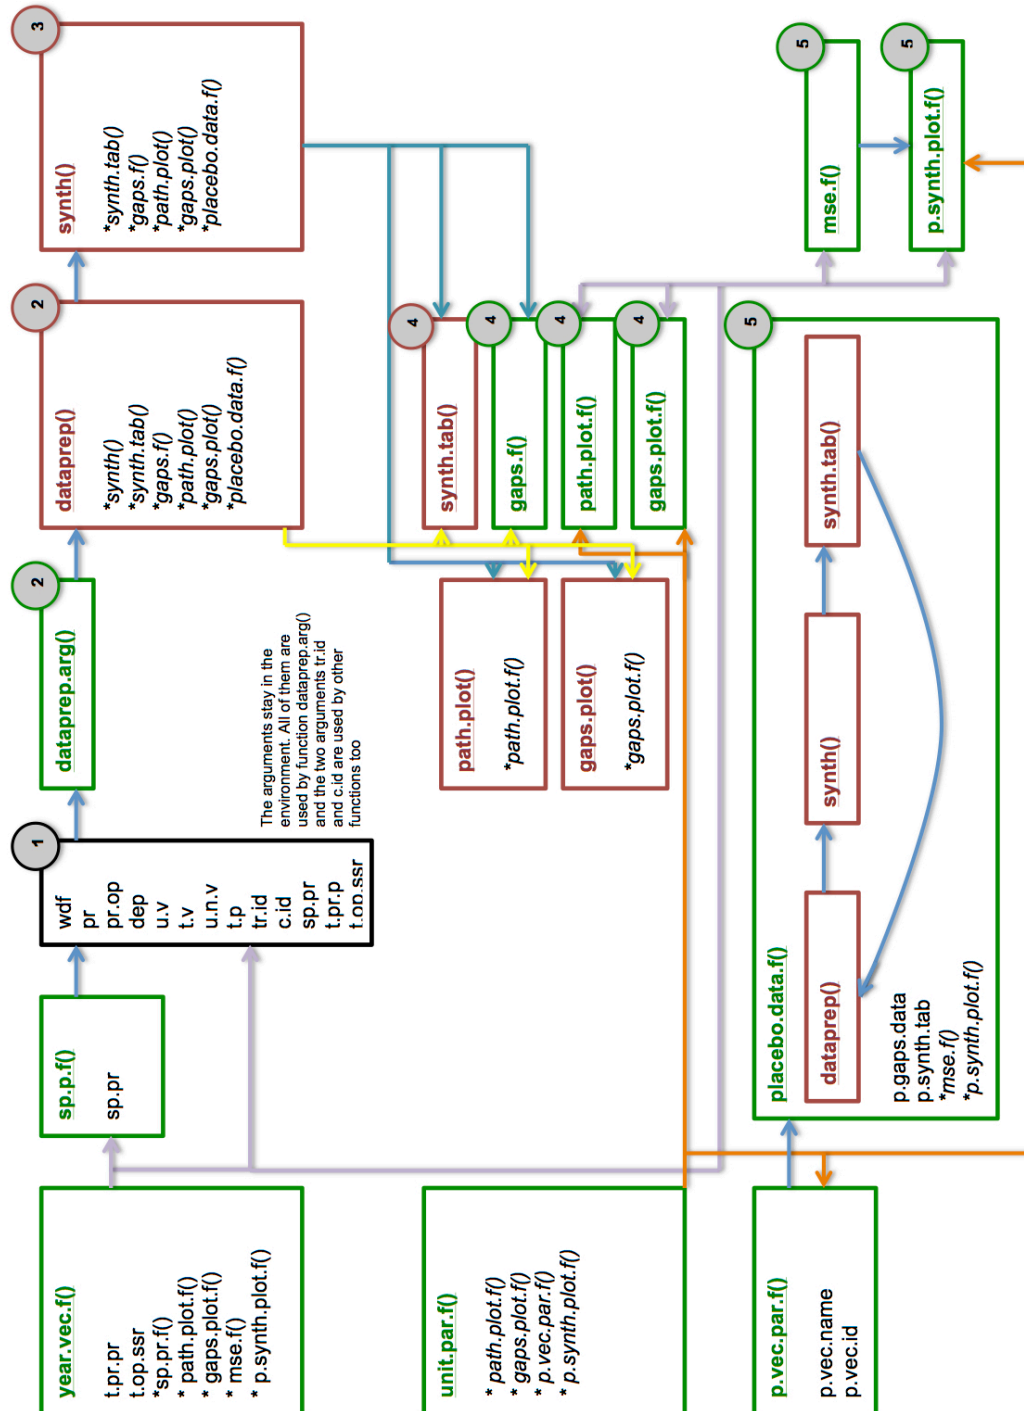 year.vec.f()
t.pr.pr
t.op.ssr
*sp.pr.f()
* path.plot.f()
* gaps.plot.f()
* mse.f()
* p.synth.plot.f()
sp.p.f()
sp.pr
1
wdf
pr
pr.op
dep
u.v
t.v
u.n.v
t.p
tr.id
c.id
sp.pr
t.pr.p
t.op.ssr
The arguments stay in the
environment. All of them are
used by function dataprep.arg()
and the two arguments tr.id
and c.id are used by other
functions too
2
dataprep.arg()
2
dataprep()
*synth()
*synth.tab()
*gaps.f()
*path.plot()
*gaps.plot()
*placebo.data.f()
3
synth()
*synth.tab()
*gaps.f()
*path.plot()
*gaps.plot()
*placebo.data.f()
unit.par.f()
* path.plot.f()
* gaps.plot.f()
* p.vec.par.f()
* p.synth.plot.f()
path.plot()
*path.plot.f()
gaps.plot()
*gaps.plot.f()
4
synth.tab()
4
gaps.f()
4
path.plot.f()
4
gaps.plot.f()
p.vec.par.f()
p.vec.name
p.vec.id
5
placebo.data.f()
dataprep()
synth()
synth.tab()
p.gaps.data
p.synth.tab
*mse.f()
*p.synth.plot.f()
5
mse.f()
5
p.synth.plot.f()